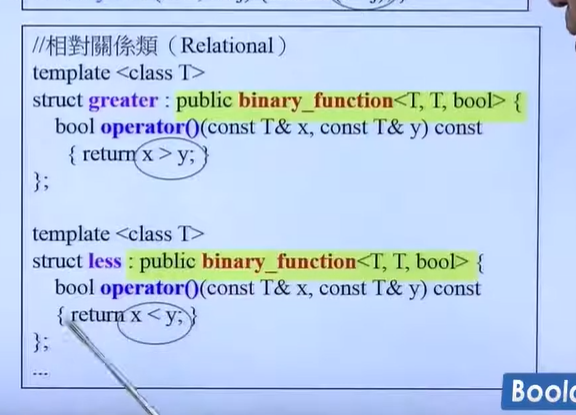 //相對關係類（Relational）
template <class T>
struct greater : public binary_function<T, T, bool> {
bool operator()(const T& x, const T& y) const
{ return x > y; }
};
template <class T>
struct less : public binary_function<T, T, bool> {
bool operator()(const T& x, const T& y) const
{ return x < y; }
};
...